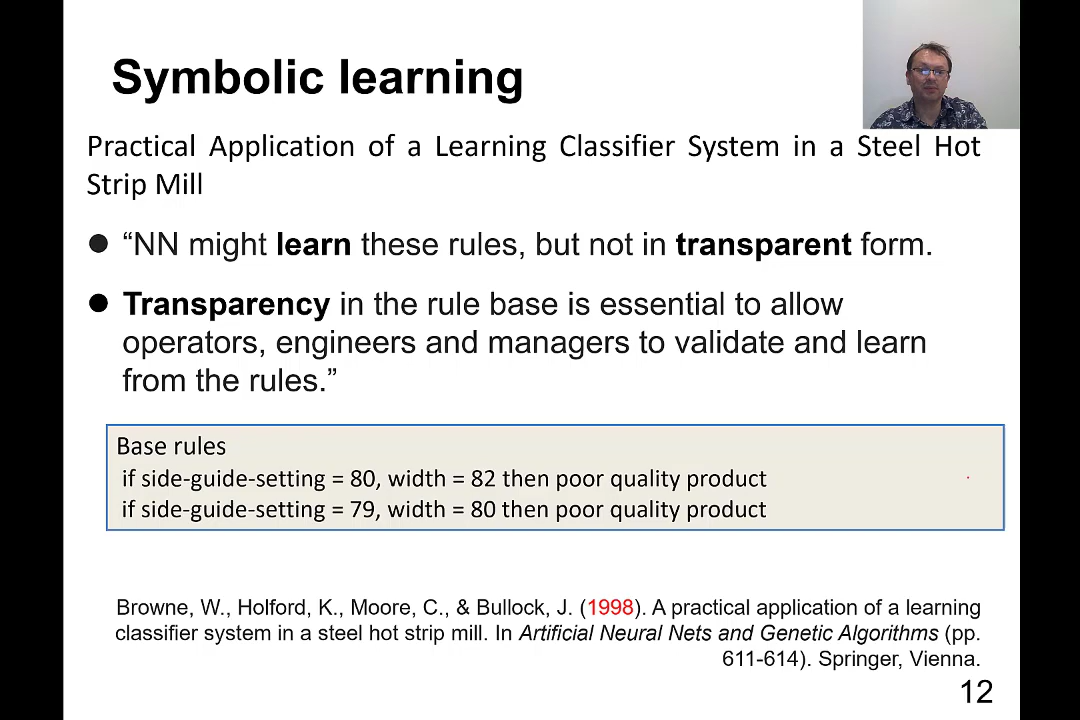 Symbolic learning
Practical Application of a Learning Classifier System in a Steel Hot
Strip Mill
● “NN might learn these rules, but not in transparent form.
● Transparency in the rule base is essential to allow
operators, engineers and managers to validate and learn
from the rules.”
Base rules
if side-guide-setting = 80, width = 82 then poor quality product
if side-guide-setting = 79, width = 80 then poor quality product
Browne, W., Holford, K., Moore, C., & Bullock, J. (1998). A practical application of a learning
classifier system in a steel hot strip mill. In Artificial Neural Nets and Genetic Algorithms (pp.
611-614). Springer, Vienna.
12